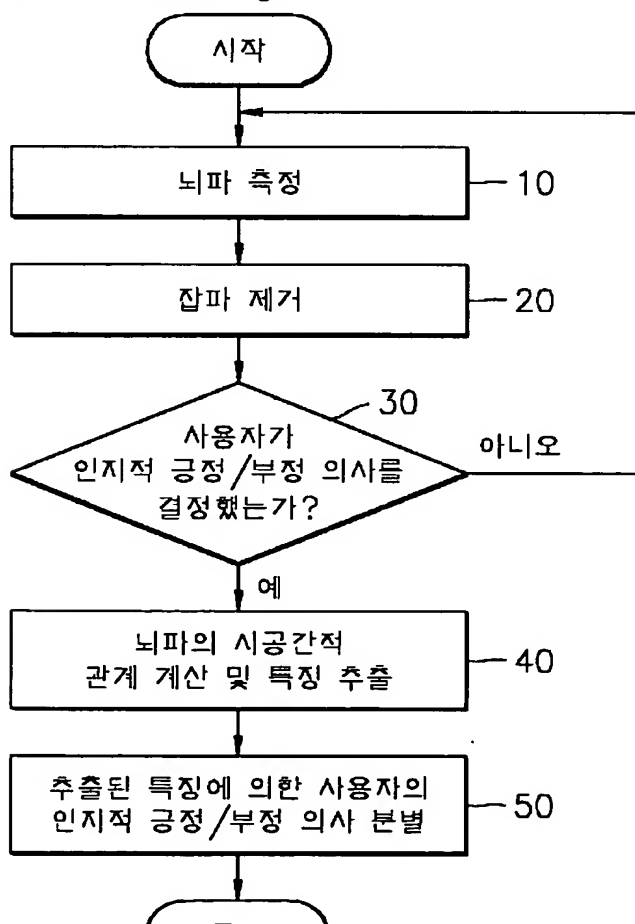 시작
뇌파 측정
10
잡파 제거
20
30
사용자가
인지적 긍정/부정 의사를
결정했는가?
아니오
예
뇌파의 시공간적
관계 계산 및 특징 추출
40
추출된 특징에 의한 사용자의
인지적 긍정/부정 의사 분별
50